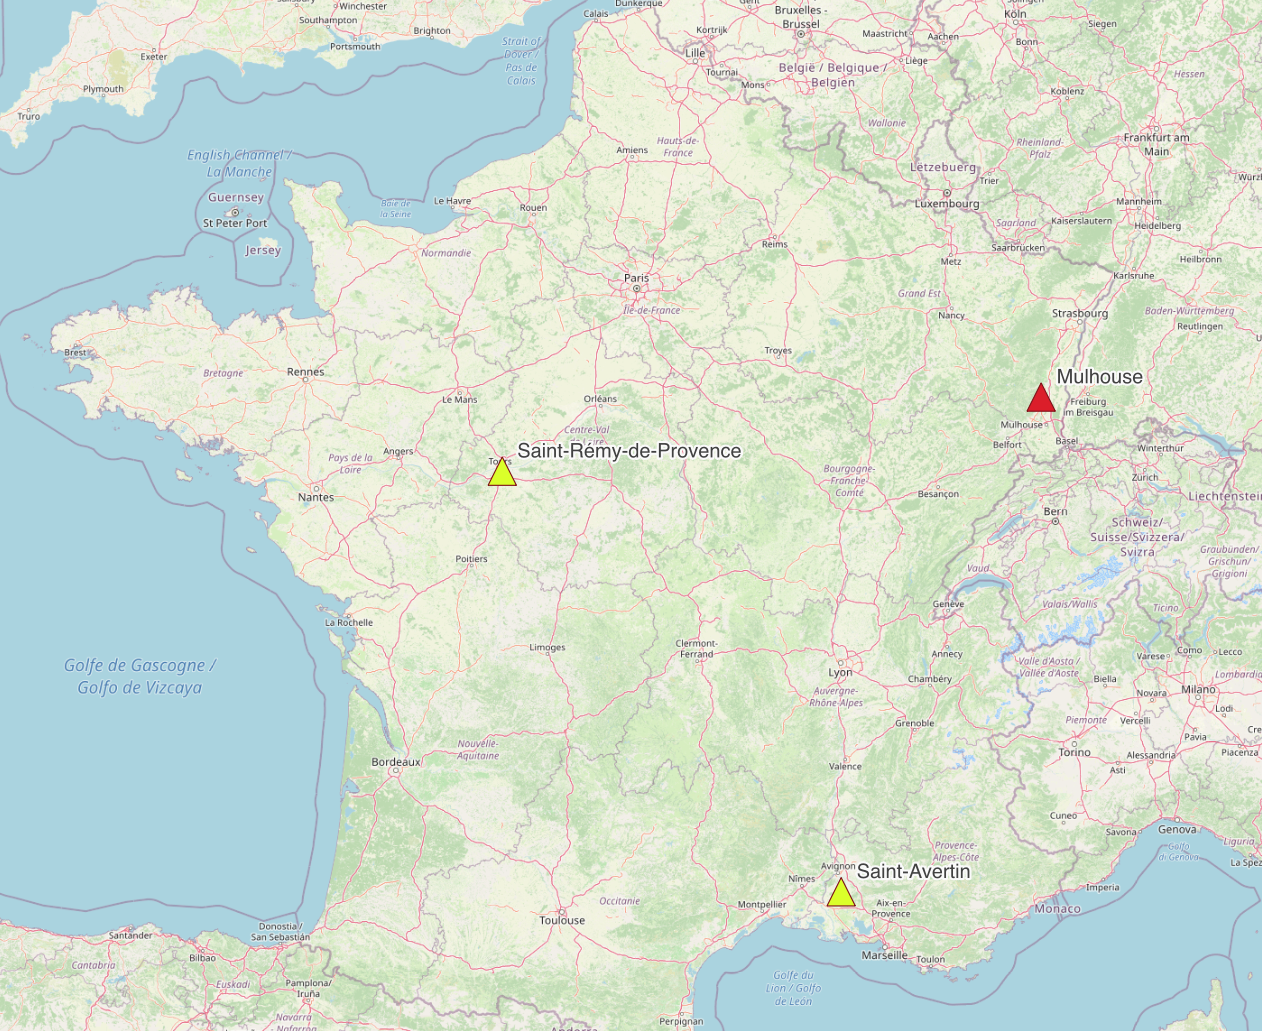 Winchester
Southampton
Portsmouth
Brighton
Exeter
Plymouth
Truro
Calais
Dunkerque
Strait of
Dover /
Pas de
Calais
Kortrijk
Lille
Tournai
Mons
Bruxelles -
Brussel
België / Belgique /
Belgien
Maastricht
Liège
Aachen
Köln
Bonn
Siegen
Hessen
Koblenz
Wallonie
Frankfurt am
Main
Rheinland-
Pfalz
Lëtzebuerg
Luxembourg
Trier
Mannheim
Saarland
Kaiserslautern
Heidelberg
Saarbrücken
Heilbronn
Karlsruhe
Baden-Württemberg
Reutlingen
English Channel /
La Manche
Guernsey
St Peter Port
Jersey
Baie de
la Seine
Le Havre
Rouen
Amiens
Hauts-de-
France
Normandie
Paris
Île-de-France
Reims
Metz
Grand Est
Nancy
Strasbourg
Troyes
Brest
Bretagne
Rennes
Le Mans
Orléans
Centre-Val
Mulhouse
Freiburg
im Breisgau
Mulhouse
Belfort
Basel
Winterthur
Zürich
Liechtenstein
Angers
Pays de la
Loire
Nantes
Saint-Rémy-de-Provence
Bourgogne-
Franche-
Comté
Besançon
Bern
Schweiz/
Suisse/Svizzera/
Svizra
Graubünden/
Grischun/
Grigioni
Vaud
Valais/Wallis
Ticino
Poitiers
La Rochelle
Limoges
Clermont-
Ferrand
Lyon
Auvergne-
Rhône-Alpes
Genève
Annecy
Chambéry
Grenoble
Valence
Valle d'Aosta /
Vallée d'Aoste
Varese
Como
Lecco
Biella
Novara
Milano
Lombardia
Lodi
Piemonte
Vercelli
Pavia
Piacenza
Torino
Alessandria
Asti
Cuneo
Savona
Genova
Golfo
di Genova
Liguria
La Spez
Imperia
Monaco
Golfe de Gascogne /
Golfo de Vizcaya
Bordeaux
Nouvelle-
Aquitaine
Toulouse
Occitanie
Montpellier
Nîmes
Avignon
Saint-Avertin
Provence-
Alpes-Côte
Aix-en-
Provence
Marseille
Toulon
Golfe du
Lion / Golfo
de Leon
Perpignan
Santander
Cantabria
Bilbao
Donostia /
San Sebastián
Euskadi
Pamplona/
Iruña
Navarra -
Nafarroa